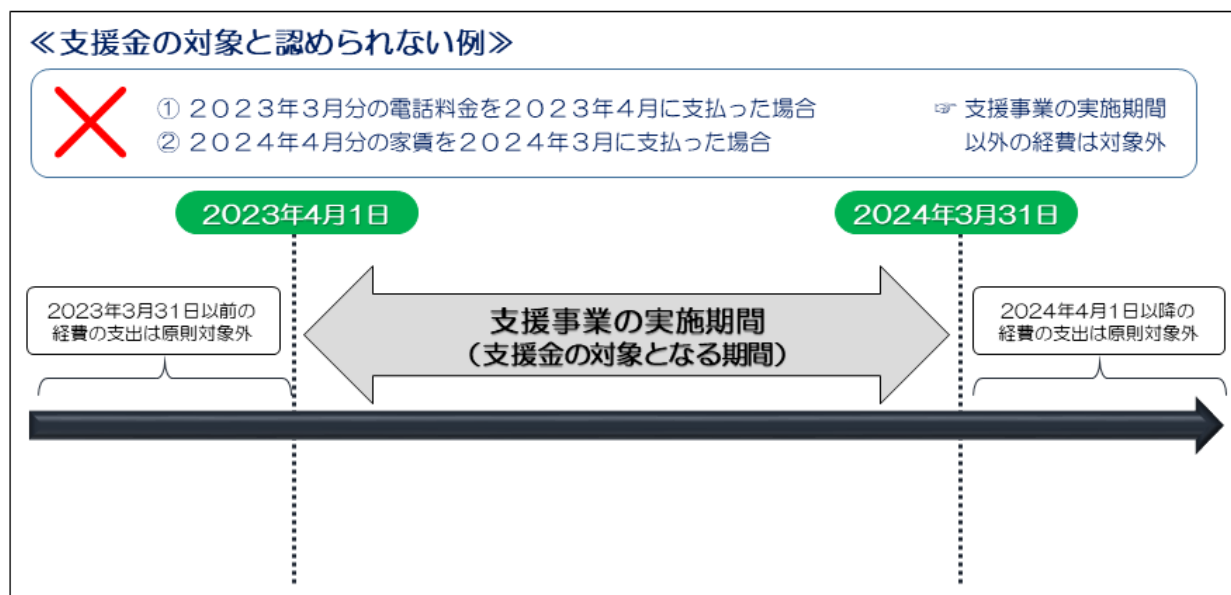 ≪支援金の対象と認められない例≫
① ２０２３年３月分の電話料金を２０２３年４月に支払った場合　☞ 支援事業の実施期間
② ２０２４年４月分の家賃を２０２４年３月に支払った場合　以外の経費は対象外
2023年4月1日
2024年3月31日
2023年3月31日以前の
経費の支出は原則対象外
支援事業の実施期間
（支援金の対象となる期間）
2024年4月1日以降の
経費の支出は原則対象外